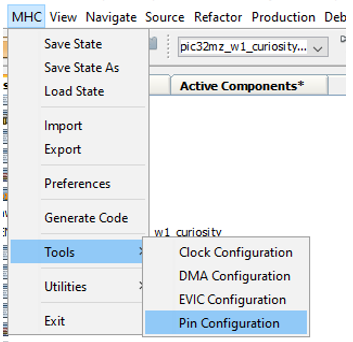 MHC View Navigate Source Refactor Production
Save State
Save State As
Load State
Import
Export
Preferences
Generate Code
Tools
Utilities
Exit
pic32mz_w1_curiosity...
Active Components*
w1_curiosity
Clock Configuration
DMA Configuration
EVIC Configuration
Pin Configuration